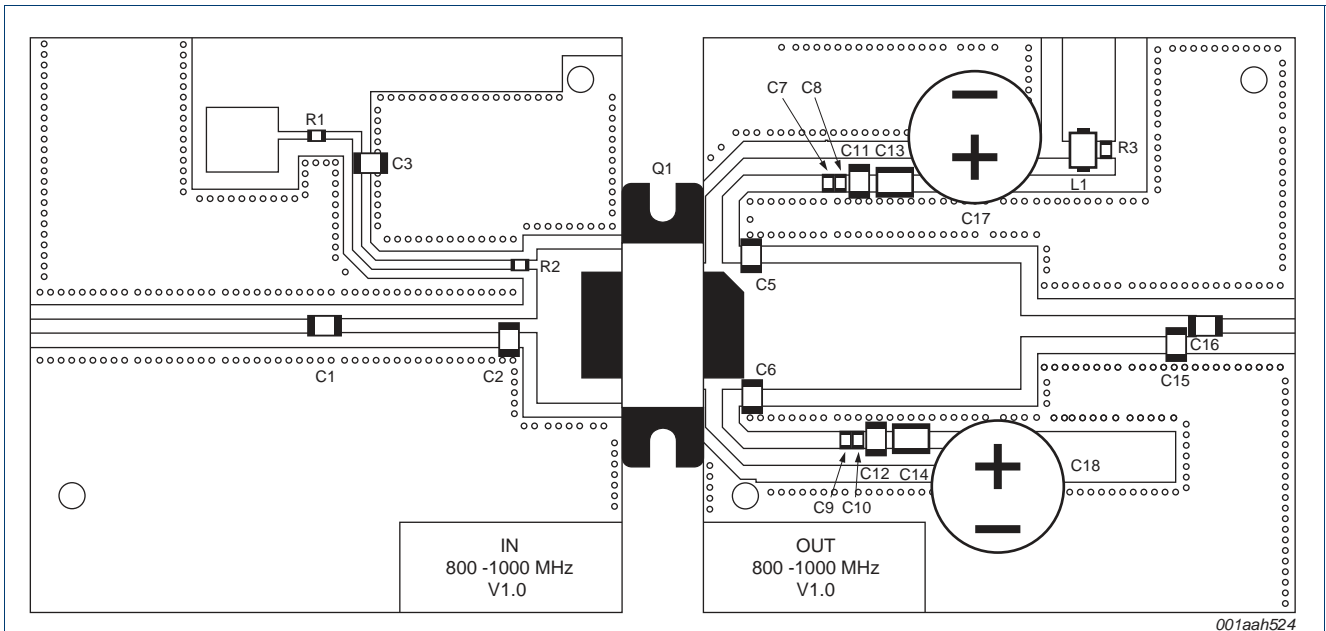 C7 C8
R1
C11 C13
R3
C3
Q1
L1
C17
R2
C5
C1
C2
C6
C16
C15
C18
C12 C14
C9 C10
IN
800 -1000 MHz
V1.0
OUT
800 -1000 MHz
V1.0
001aah524